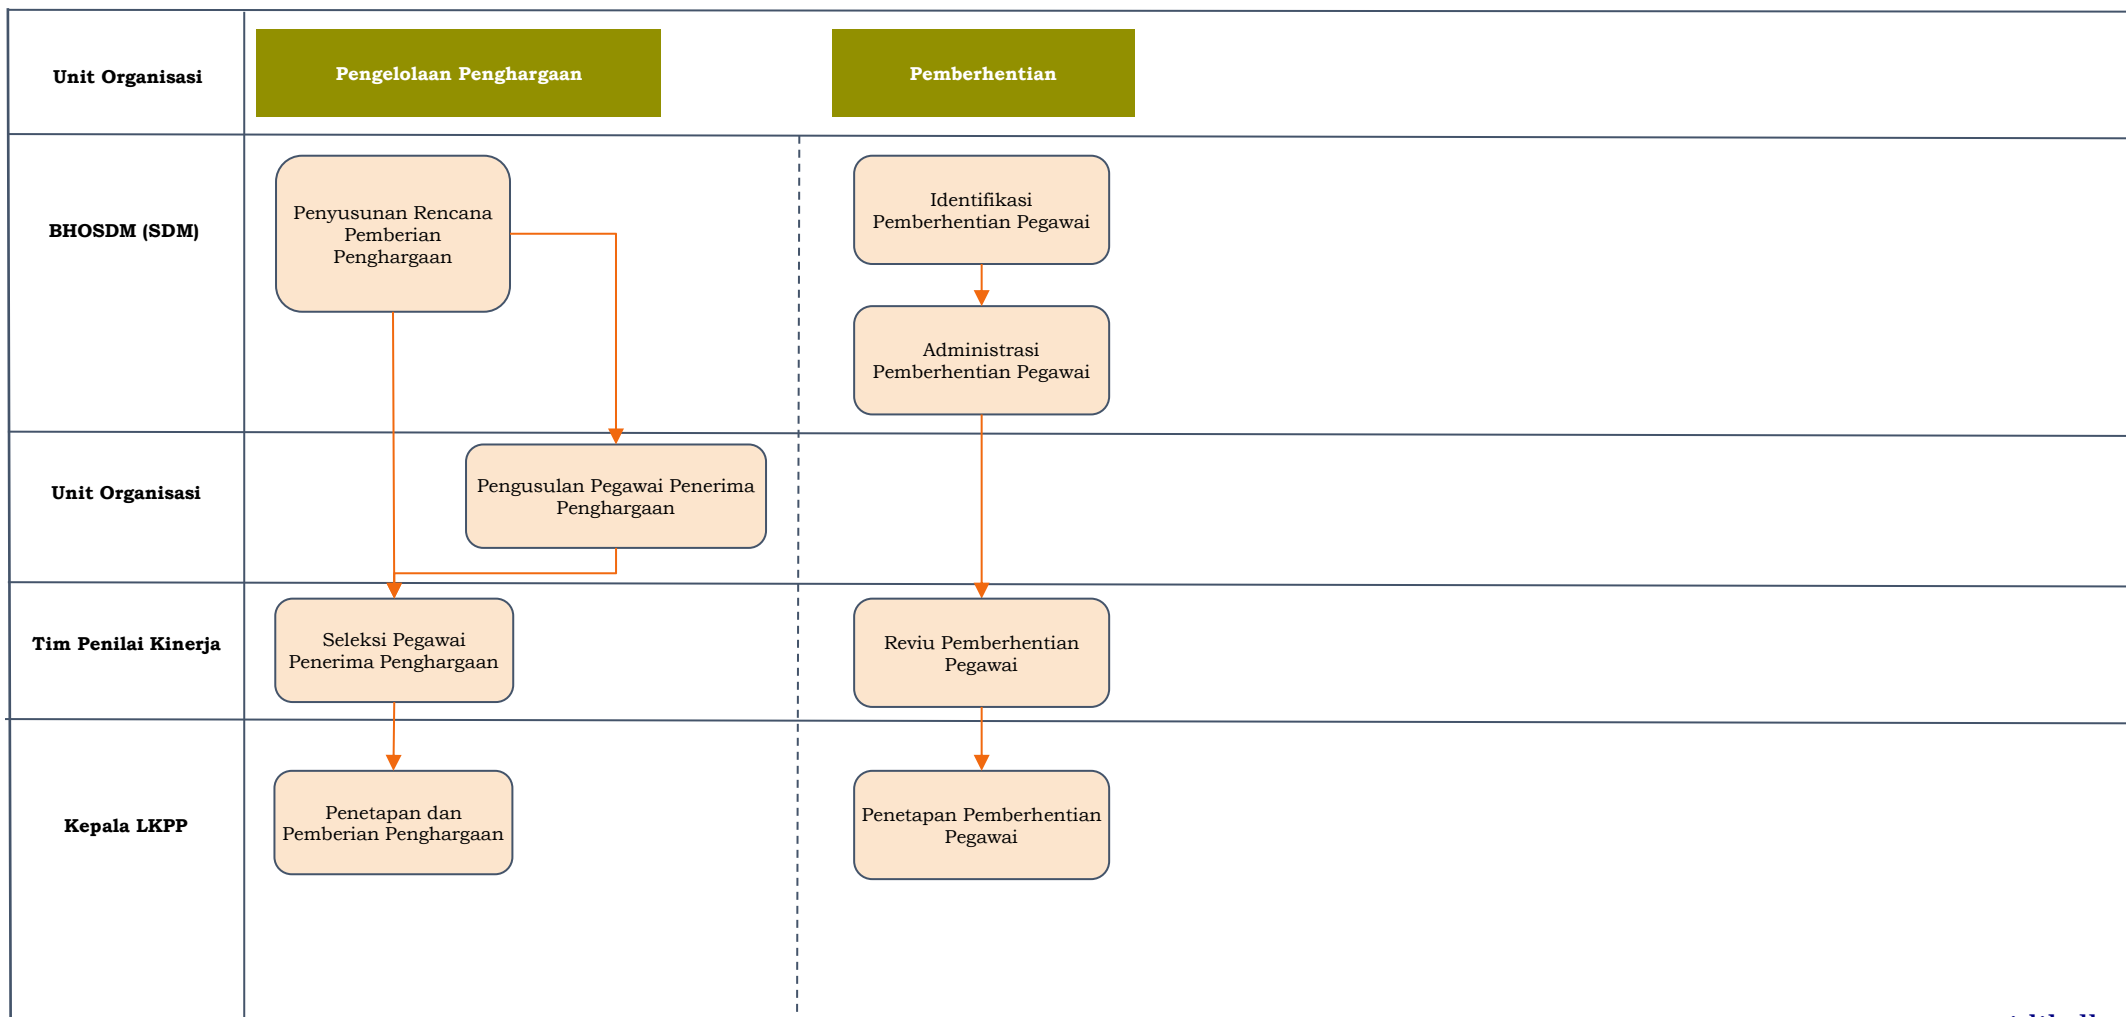 Unit Organisasi
Pengelolaan Penghargaan
Pemberhentian
BHOSDM (SDM)
Penyusunan Rencana
Pemberian
Penghargaan
Identifikasi
Pemberhentian Pegawai
Administrasi
Pemberhentian Pegawai
Unit Organisasi
Pengusulan Pegawai Penerima
Penghargaan
Tim Penilai Kinerja
Seleksi Pegawai
Penerima Penghargaan
Reviu Pemberhentian
Pegawai
Kepala LKPP
Penetapan dan
Pemberian Penghargaan
Penetapan Pemberhentian
Pegawai